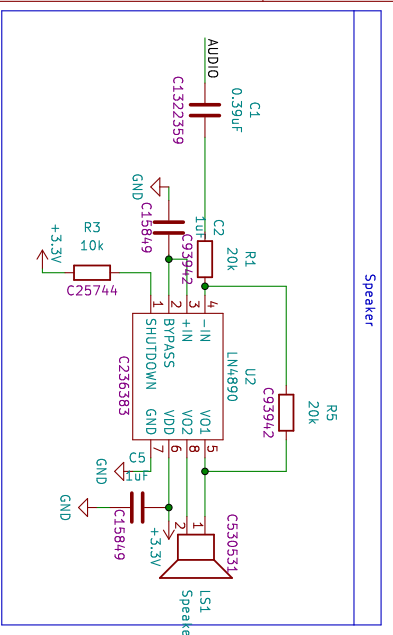 Speaker
AUDIO
C1
0.39uF
C1322359
GND
C2
1uF
C15849
R1
20k
C93942
R3
10k
C25744
+3.3V
1
2
3
4
SHUTDOWN
BYPASS
+IN
-IN
U2
LN4890
C236383
GND
VDD
VO2
VO1
7
6
8
5
R5
20k
C93942
GND
C5
1uF
C15849
GND
+3.3V
2
1
C530531
LS1
Speake